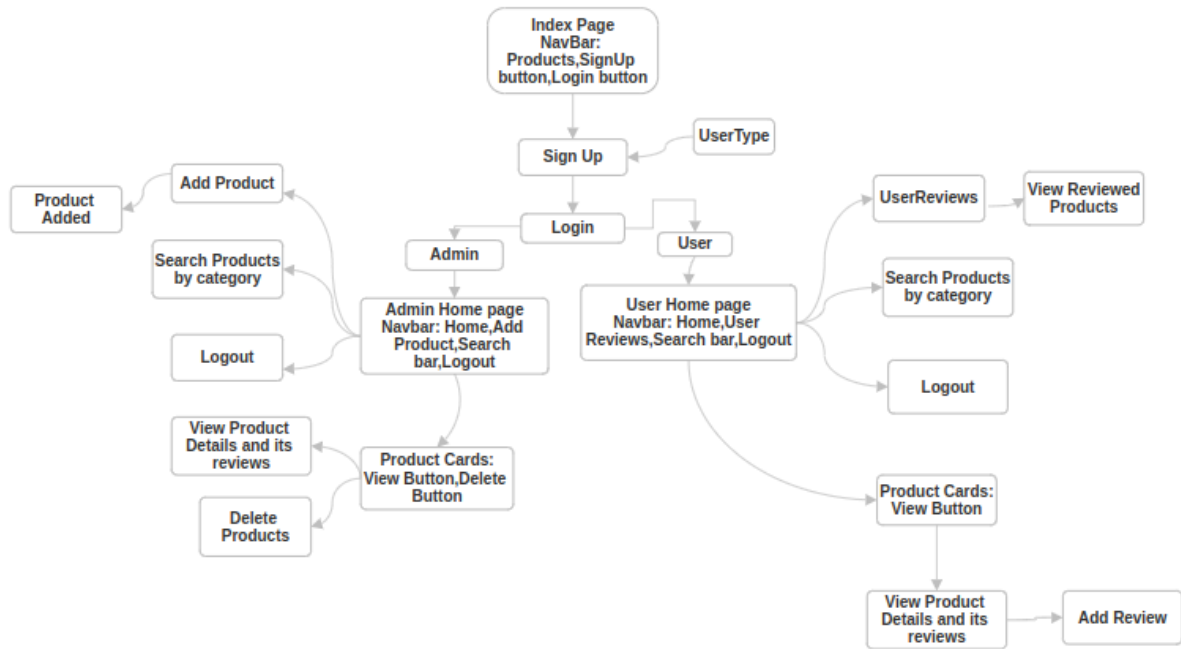 Index Page
NavBar:
Products,SignUp
button,Login button
UserType
Sign Up
Add Product
Product
Added
UserReviews
View Reviewed
Products
Login
Admin
User
Search Products
by category
Search Products
by category
Admin Home page
Navbar: Home,Add
Product,Search
bar,Logout
User Home page
Navbar: Home,User
Reviews,Search bar,Logout
Logout
Logout
View Product
Details and its
reviews
Product Cards:
View Button,Delete
Button
Delete
Products
Product Cards:
View Button
View Product
Details and its
reviews
Add Review